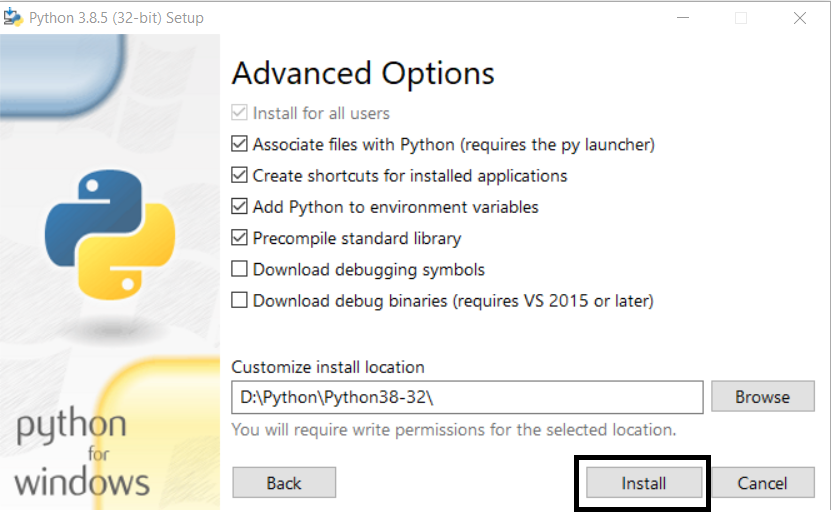 Python 3.8.5 (32-bit) Setup
Advanced Options
Install for all users
Associate files with Python (requires the py launcher)
Create shortcuts for installed applications
Add Python to environment variables
Precompile standard library
Download debugging symbols
Download debug binaries (requires VS 2015 or later)
Customize install location
D:\Python\Python38-32\
Browse
You will require write permissions for the selected location.
python
for
windows
Back
Install
Cancel